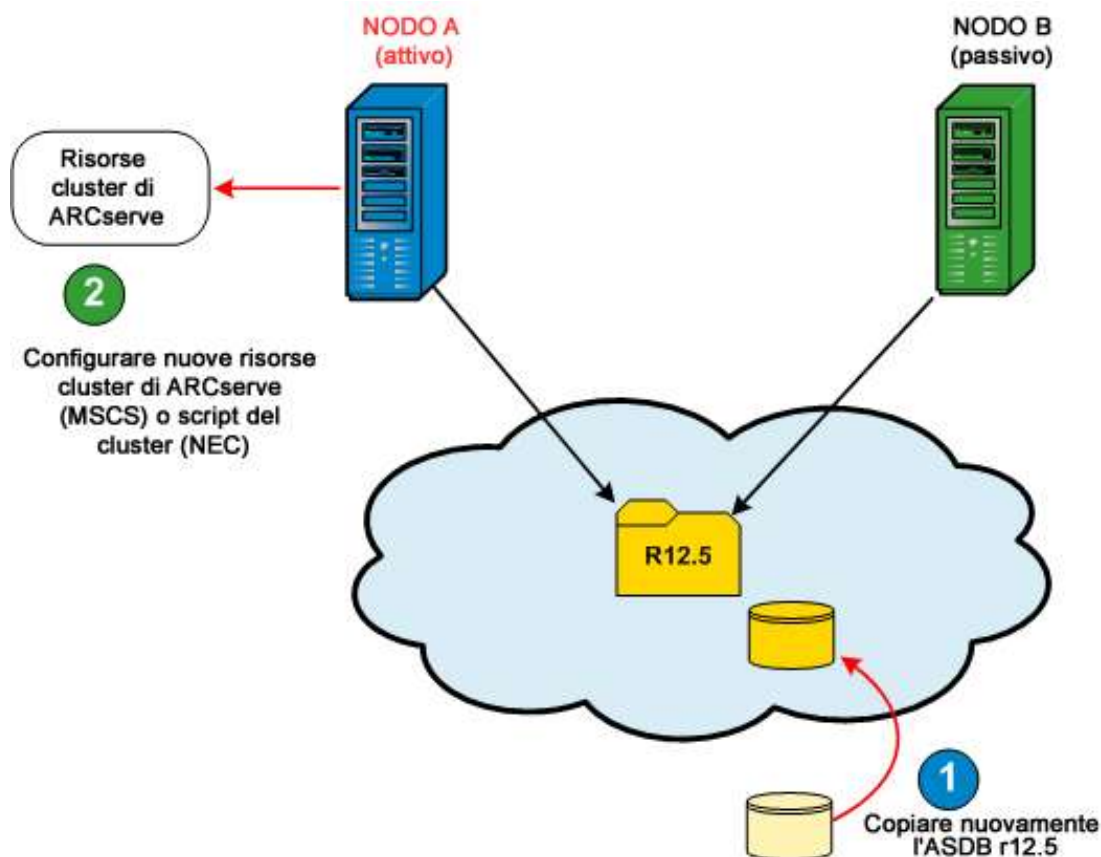 NODO A
(attivo)
NODO B
(passivo)
Risorse
cluster di
ARCserve
2
Configurare nuove risorse
cluster di ARCserve
(MSCS) o script del
cluster (NEC)
R12.5
1
Copiare nuovamente
l'ASDB r12.5